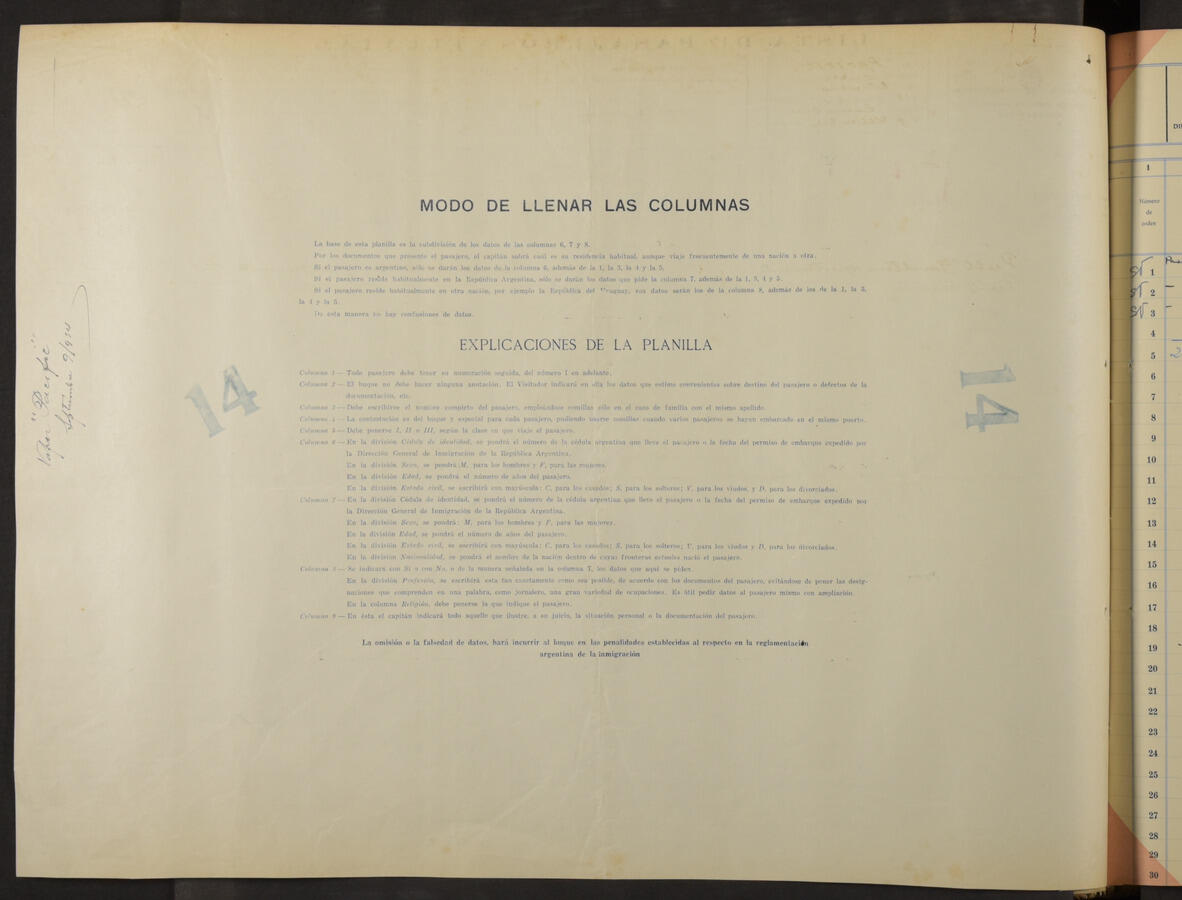 MODO DE LLENAR LAS COLUMNAS
La base de esta planilla es la subdivisión de los datos de las columnas 6, 7 y 8.
Por los documentos que presente el pasajero, el capitán sabrá cuál es su residencia habitual, aunque viaje frecuentemente de una nación a otra.
Si el pasajero es argentino, sólo se darán los datos de la columna 6, además de la 1, la 3, la 4 y la 5.
Si el pasajero reside habitualmente en la República Argentina, sólo se darán los datos que pide la columna 7, además de la 1, 3, 4 y 5.
Si el pasajero reside habitualmente en otra nación, por ejemplo la República del Uruguay, sus datos serán los de la columna 8, además de los de la 1, la 3,
la 4 y la 5.
De esta manera no hay confusiones de datos.
EXPLICACIONES DE LA PLANILLA
Columna 1 — Todo pasajero debe tener su numeración seguida, del número 1 en adelante.
Columna 2 — El buque no debe hacer ninguna anotación. El Visitador indicará en ella los datos que estime convenientes sobre destino del pasajero o defectos de la
documentación, etc.
Columna 3 — Debe escribirse el nombre completo del pasajero, empleándose comillas sólo en el caso de familia con el mismo apellido.
Columna 4 — La contestación es del buque y especial para cada pasajero, pudiendo usarse comillas cuando varios pasajeros se hayan embarcado en el mismo puerto.
Columna 5 — Debe ponerse I, II o III, según la clase en que viaje el pasajero.
Columna 6 — En la división Cédula de identidad, se pondrá el número de la cédula argentina que lleve el pasajero o la fecha del permiso de embarque expedido por
la Dirección General de Inmigración de la República Argentina.
En la división Sexo, se pondrá: M, para los hombres y F, para las mujeres.
En la división Edad, se pondrá el número de años del pasajero.
En la división Estado civil, se escribirá con mayúscula: C, para los casados; S, para los solteros; V, para los viudos, y D, para los divorciados.
Columna 7 — En la división Cédula de identidad, se pondrá el número de la cédula argentina que lleve el pasajero o la fecha del permiso de embarque expedido por
la Dirección General de Inmigración de la República Argentina.
En la división Sexo, se pondrá: M, para los hombres y F, para las mujeres.
En la división Edad, se pondrá el número de años del pasajero.
En la división Estado civil, se escribirá con mayúscula: C, para los casados; S, para los solteros; V, para los viudos y D, para los divorciados.
En la división Nacionalidad, se pondrá el nombre de la nación dentro de cuyas fronteras actuales nació el pasajero.
Columna 8 — Se indicará con Sí o con No, o de la manera señalada en la columna 7, los datos que aquí se piden.
En la división Profesión, se escribirá ésta tan exactamente como sea posible, de acuerdo con los documentos del pasajero, evitándose de poner las desig-
naciones que comprenden en una palabra, como jornalero, una gran variedad de ocupaciones. Es útil pedir datos al pasajero mismo con ampliación.
En la columna Religión, debe ponerse la que indique el pasajero.
Columna 9 — En ésta el capitán indicará todo aquello que ilustre, a su juicio, la situación personal o la documentación del pasajero.
La omisión o la falsedad de datos, hará incurrir al buque en las penalidades establecidas al respecto en la reglamentación
argentina de la inmigración
14
14
Vapor "Pacific"
Septiembre 9/934
1
Número
de
orden
1
2
3
4
5
6
7
8
9
10
11
12
13
14
15
16
17
18
19
20
21
22
23
24
25
26
27
28
29
30